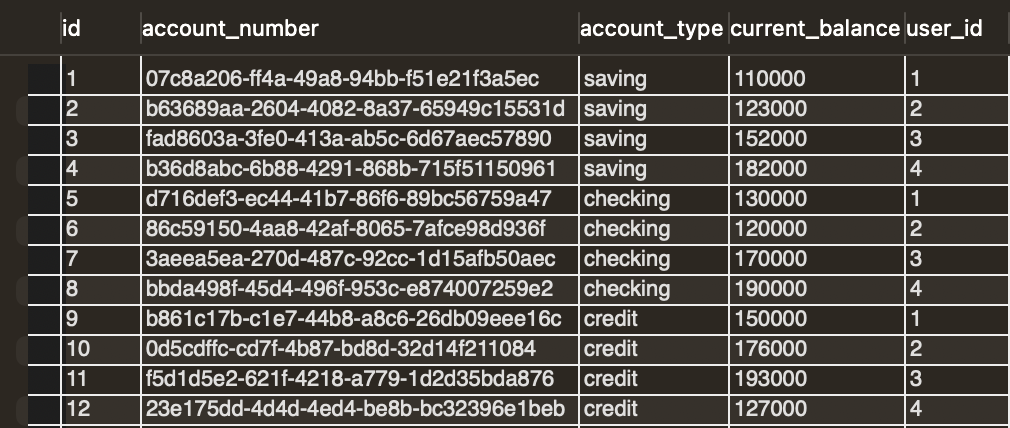 id account_number account_type current_balance user_id
1 07c8a206-ff4a-49a8-94bb-f51e21f3a5ec saving 110000 1
2 b63689aa-2604-4082-8a37-65949c15531d saving 123000 2
3 fad8603a-3fe0-413a-ab5c-6d67aec57890 saving 152000 3
4 b36d8abc-6b88-4291-868b-715f51150961 saving 182000 4
5 d716def3-ec44-41b7-86f6-89bc56759a47 checking 130000 1
6 86c59150-4aa8-42af-8065-7afce98d936f checking 120000 2
7 3aeea5ea-270d-487c-92cc-1d15afb50aec checking 170000 3
8 bbda498f-45d4-496f-953c-e874007259e2 checking 190000 4
9 b861c17b-c1e7-44b8-a8c6-26db09eee16c credit 150000 1
10 0d5cdffc-cd7f-4b87-bd8d-32d14f211084 credit 176000 2
11 f5d1d5e2-621f-4218-a779-1d2d35bda876 credit 193000 3
12 23e175dd-4d4d-4ed4-be8b-bc32396e1beb credit 127000 4